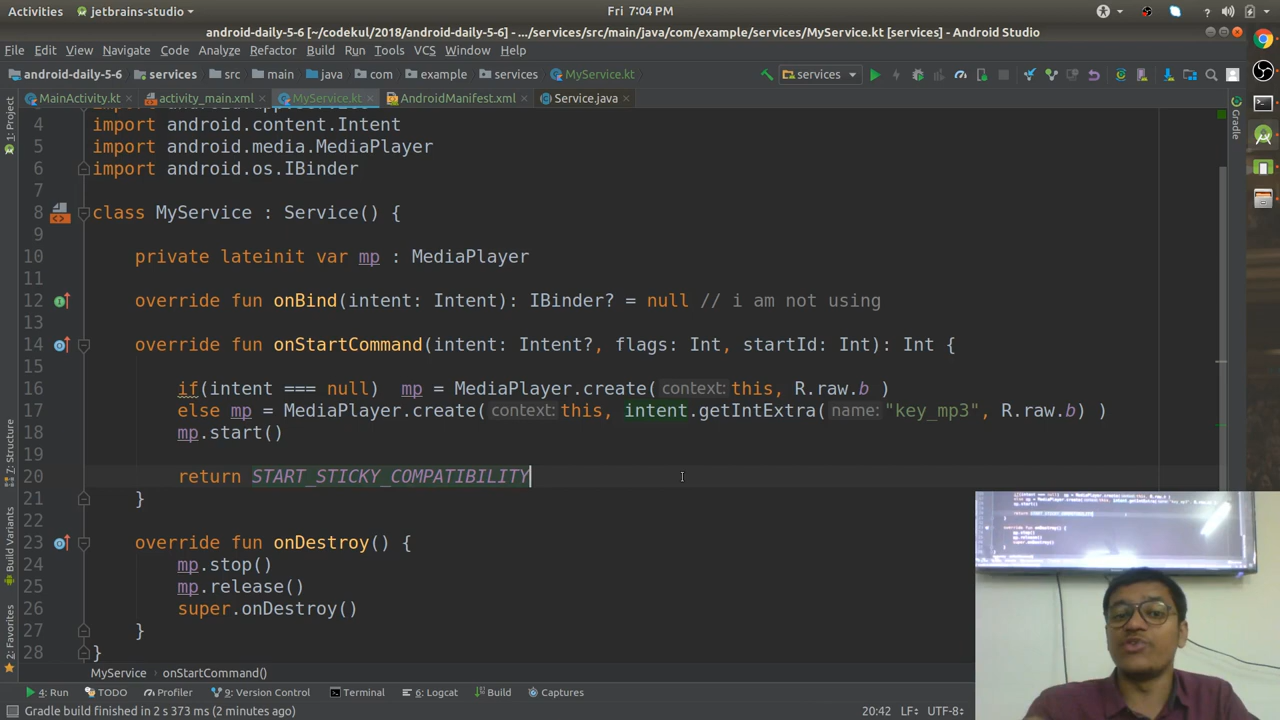 Activities jetbrains-studio Fri 7:04 PM
android-daily-5-6 [~/codekul/2018/android-daily-5-6] - .../services/src/main/java/com/example/services/MyService.kt [services] - Android Studio
File Edit View Navigate Code Analyze Refactor Build Run Tools VCS Window Help
android-daily-5-6 services src main java com example services MyService.kt services
MainActivity.kt activity_main.xml MyService.kt AndroidManifest.xml Service.java
4 import android.content.Intent
5 import android.media.MediaPlayer
6 import android.os.IBinder
7
8 class MyService : Service() {
9
10 private lateinit var mp : MediaPlayer
11
12 override fun onBind(intent: Intent): IBinder? = null // i am not using
13
14 override fun onStartCommand(intent: Intent?, flags: Int, startId: Int): Int {
15
16 if(intent === null) mp = MediaPlayer.create( context: this, R.raw.b )
17 else mp = MediaPlayer.create( context: this, intent.getIntExtra( name: "key_mp3", R.raw.b) )
18 mp.start()
19
20 return START_STICKY_COMPATIBILITY
21 }
22
23 override fun onDestroy() {
24 mp.stop()
25 mp.release()
26 super.onDestroy()
27 }
28 }
MyService onStartCommand()
4: Run TODO Profiler 9: Version Control Terminal 6: Logcat Build Captures
Gradle build finished in 2 s 373 ms (2 minutes ago) 20:42 LF UTF-8
1: Project
7: Structure
Build Variants
2: Favorites
Gradle